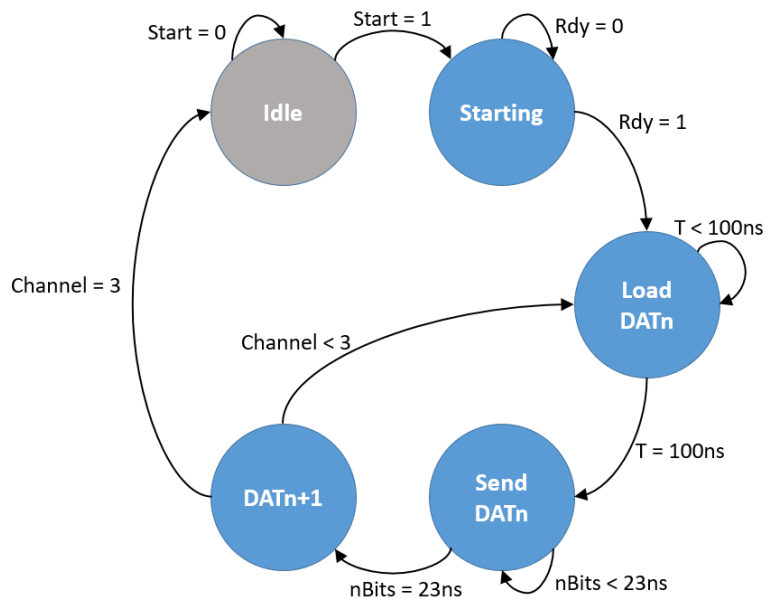 Start = 0
Start = 1
Rdy = 0
Idle
Starting
Rdy = 1
T < 100ns
Load
DATn
Channel = 3
Channel < 3
T = 100ns
DATn+1
Send
DATn
nBits = 23ns
nBits < 23ns